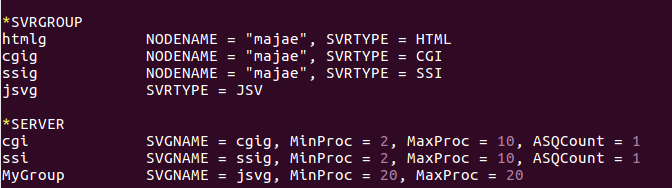 *SVRGROUP
htmlg NODENAME = "majae", SVRTYPE = HTML
cgig NODENAME = "majae", SVRTYPE = CGI
ssig NODENAME = "majae", SVRTYPE = SSI
jsvg SVRTYPE = JSV
*SERVER
cgi SVGNAME = cgig, MinProc = 2, MaxProc = 10, ASQCount = 1
ssi SVGNAME = ssig, MinProc = 2, MaxProc = 10, ASQCount = 1
MyGroup SVGNAME = jsvg, MinProc = 20, MaxProc = 20